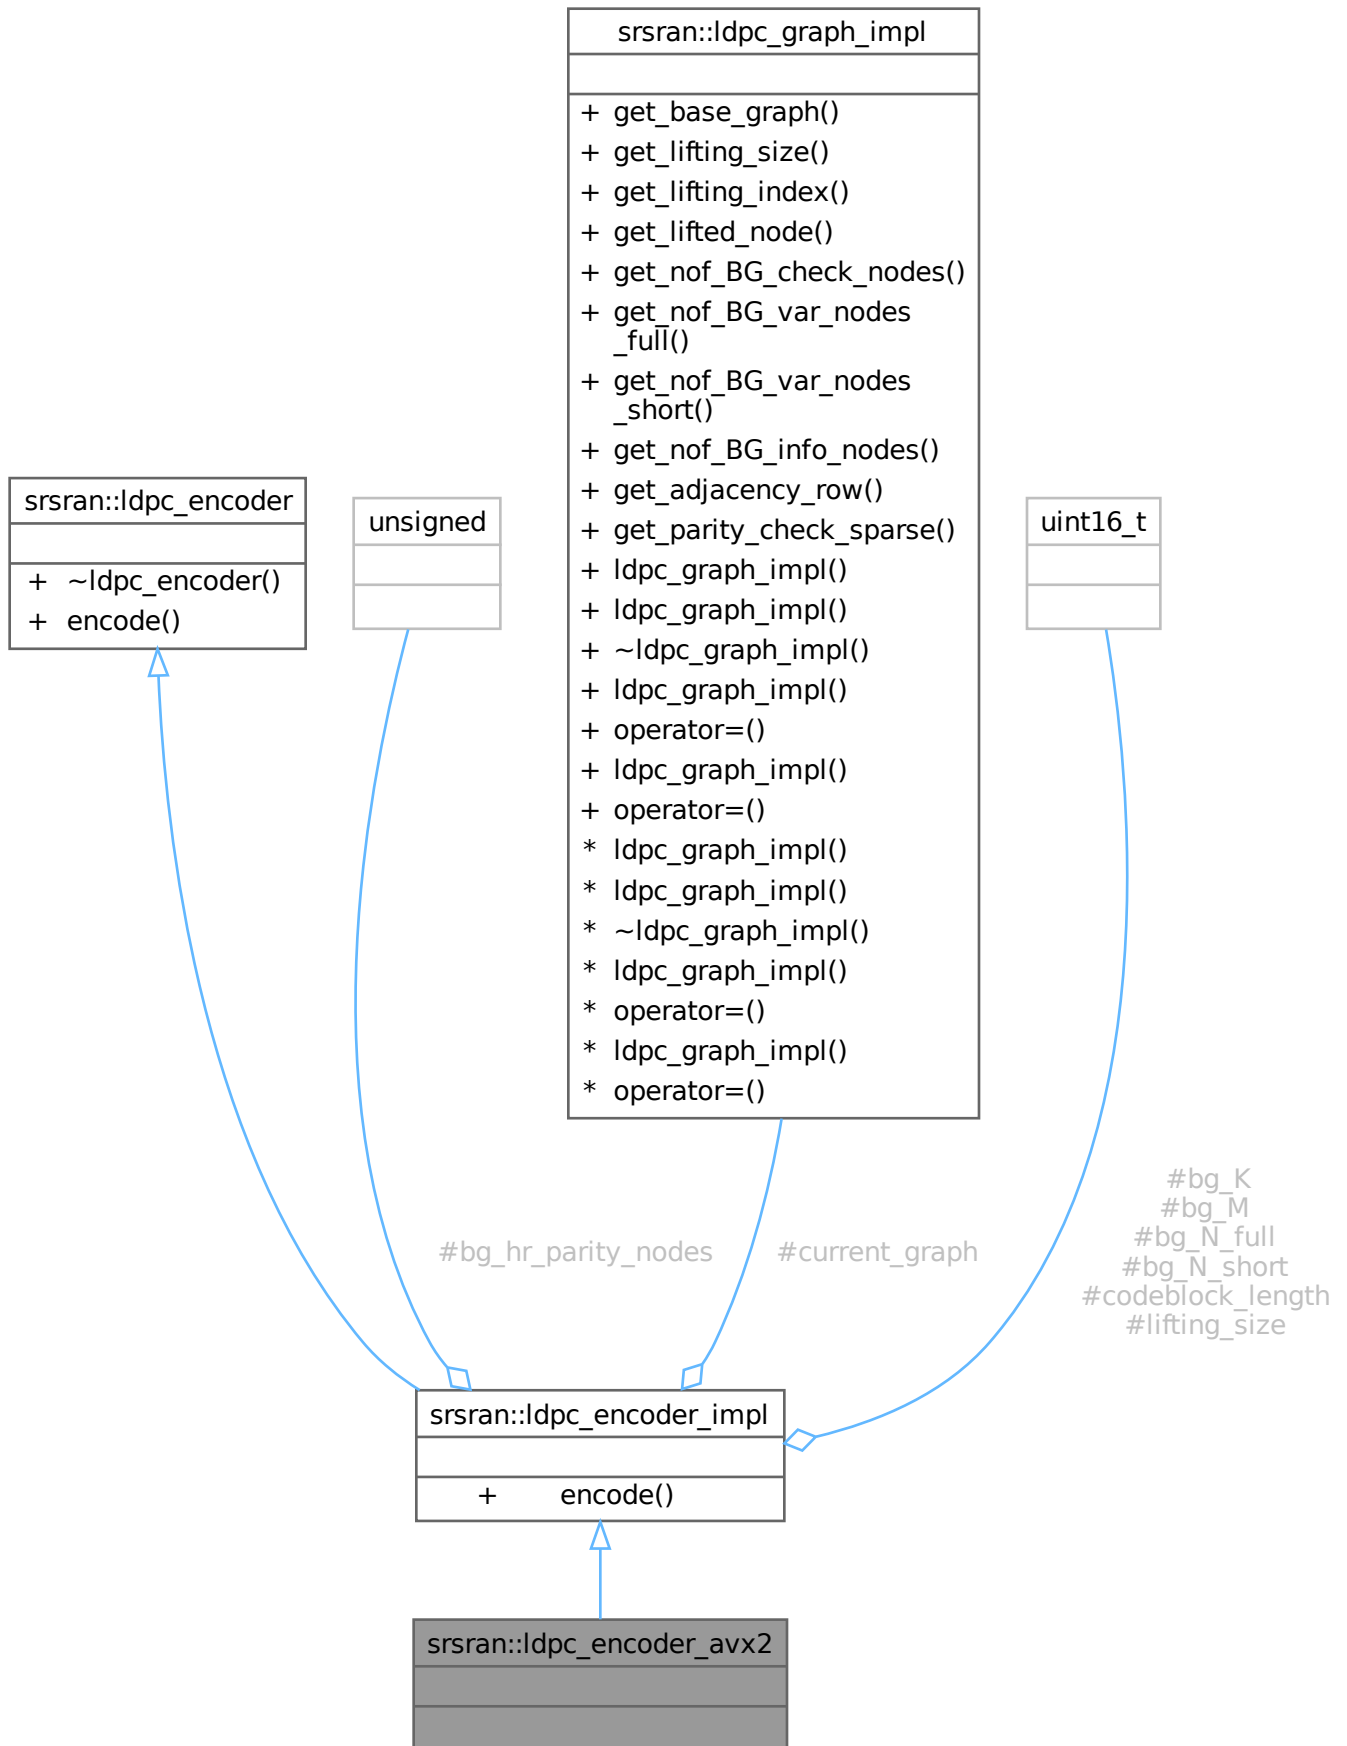 srsran::ldpc_graph_impl
+ get_base_graph()
+ get_lifting_size()
+ get_lifting_index()
+ get_lifted_node()
+ get_nof_BG_check_nodes()
+ get_nof_BG_var_nodes
_full()
+ get_nof_BG_var_nodes
_short()
+ get_nof_BG_info_nodes()
+ get_adjacency_row()
+ get_parity_check_sparse()
+ ldpc_graph_impl()
+ ldpc_graph_impl()
+ ~ldpc_graph_impl()
+ ldpc_graph_impl()
+ operator=()
+ ldpc_graph_impl()
+ operator=()
* ldpc_graph_impl()
* ldpc_graph_impl()
* ~ldpc_graph_impl()
* ldpc_graph_impl()
* operator=()
* ldpc_graph_impl()
* operator=()
srsran::ldpc_encoder
+ ~ldpc_encoder()
+ encode()
unsigned
uint16_t
#bg_hr_parity_nodes
#current_graph
#bg_K
#bg_M
#bg_N_full
#bg_N_short
#codeblock_length
#lifting_size
srsran::ldpc_encoder_impl
+ encode()
srsran::ldpc_encoder_avx2